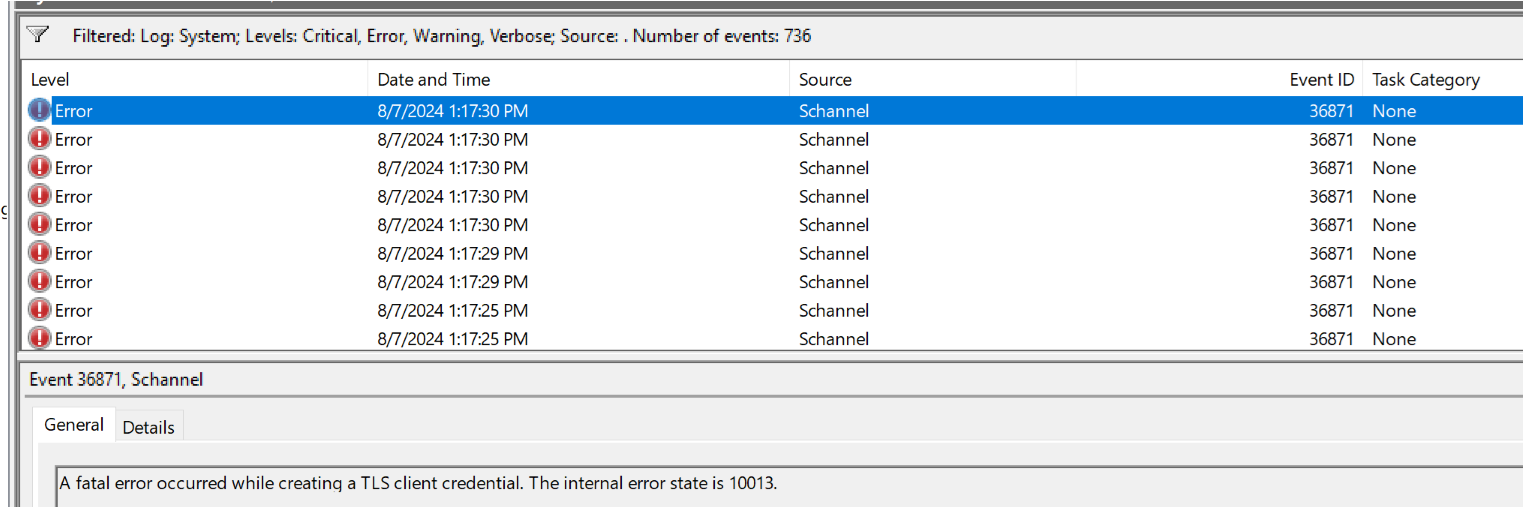 Filtered: Log: System; Levels: Critical, Error, Warning, Verbose; Source: . Number of events: 736
Level Date and Time Source Event ID Task Category
Error 8/7/2024 1:17:30 PM Schannel 36871 None
Error 8/7/2024 1:17:30 PM Schannel 36871 None
Error 8/7/2024 1:17:30 PM Schannel 36871 None
Error 8/7/2024 1:17:30 PM Schannel 36871 None
Error 8/7/2024 1:17:30 PM Schannel 36871 None
Error 8/7/2024 1:17:29 PM Schannel 36871 None
Error 8/7/2024 1:17:29 PM Schannel 36871 None
Error 8/7/2024 1:17:25 PM Schannel 36871 None
Error 8/7/2024 1:17:25 PM Schannel 36871 None
Event 36871, Schannel
General Details
A fatal error occurred while creating a TLS client credential. The internal error state is 10013.